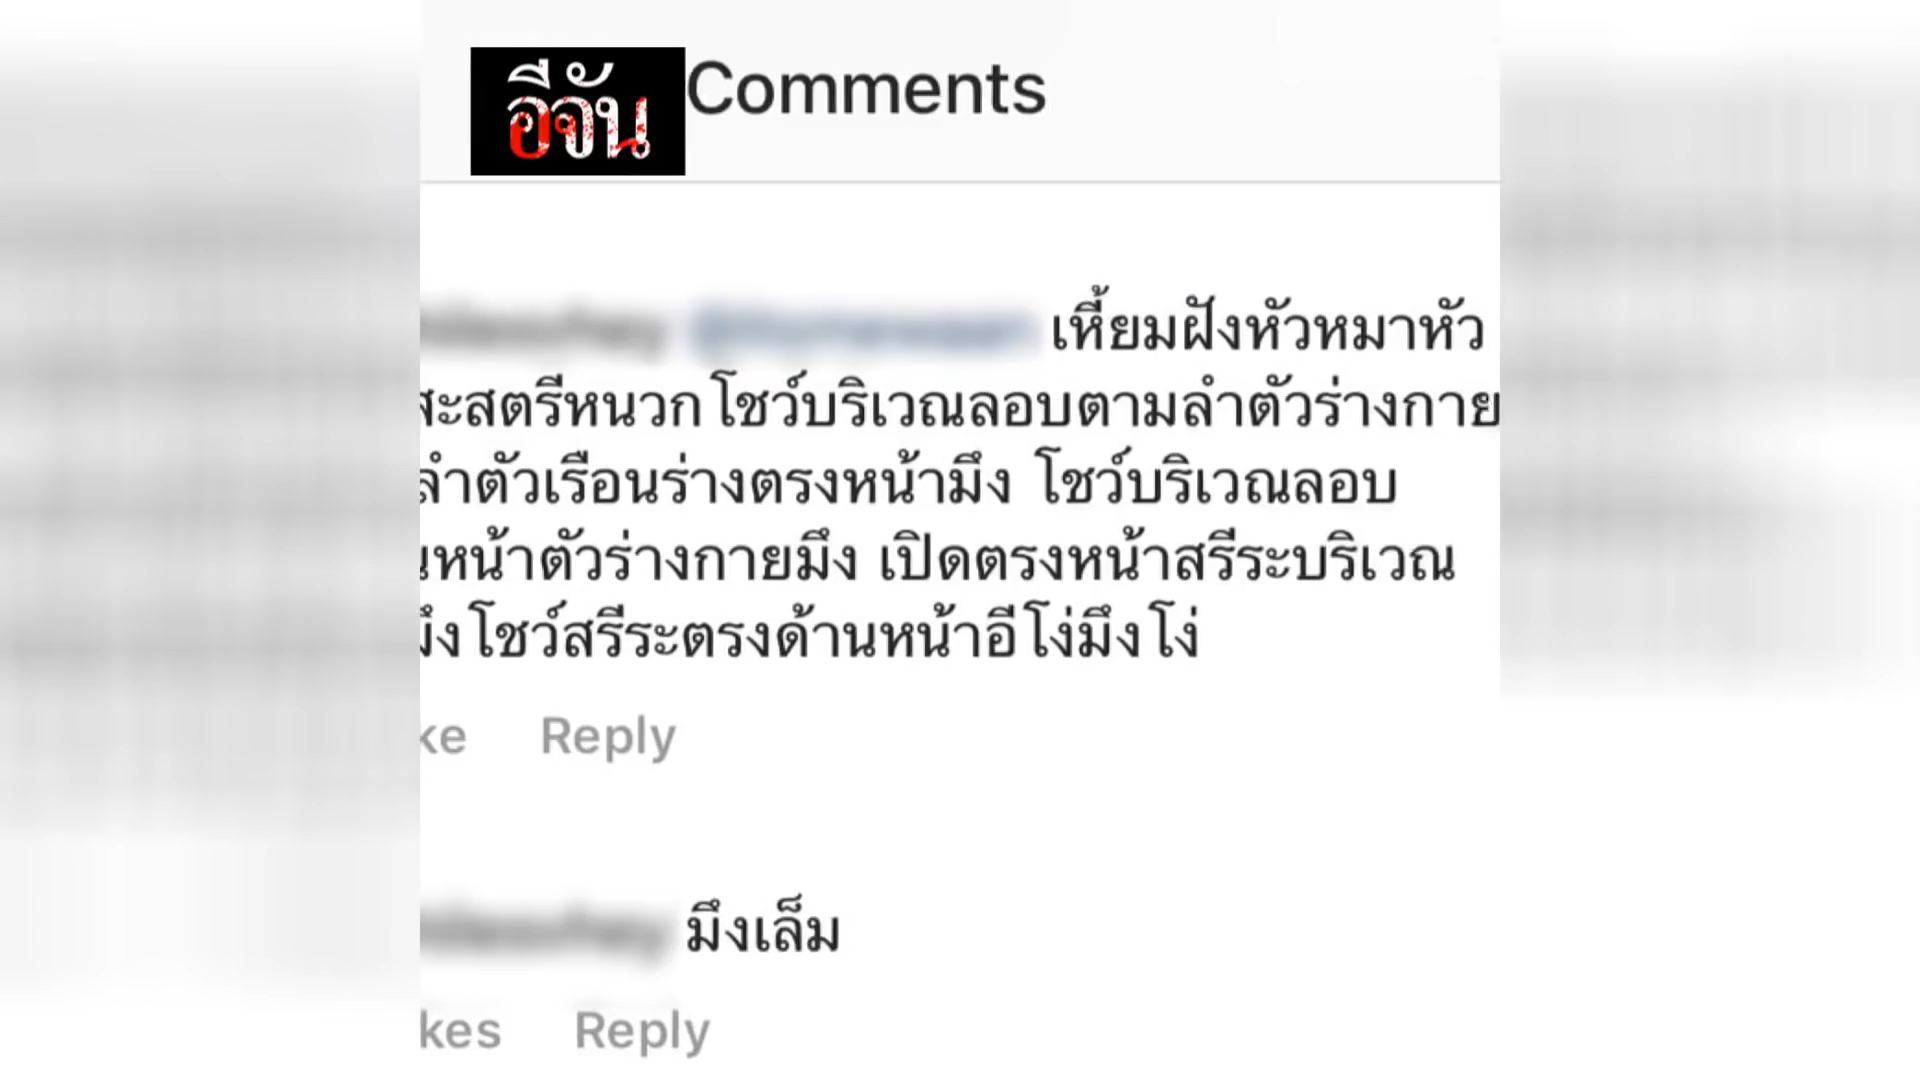 อีจัน
Comments
เหี้ยมฝังหัวหมาหัว
สะสตรีหนวกโชว์บริเวณลอบตามลำตัวร่างกาย
ลำตัวเรือนร่างตรงหน้ามึง โชว์บริเวณลอบ
นหน้าตัวร่างกายมึง เปิดตรงหน้าสรีระบริเวณ
มึงโชว์สรีระตรงด้านหน้าอีโง่มึงโง่
ke Reply
มึงเล็ม
kes Reply